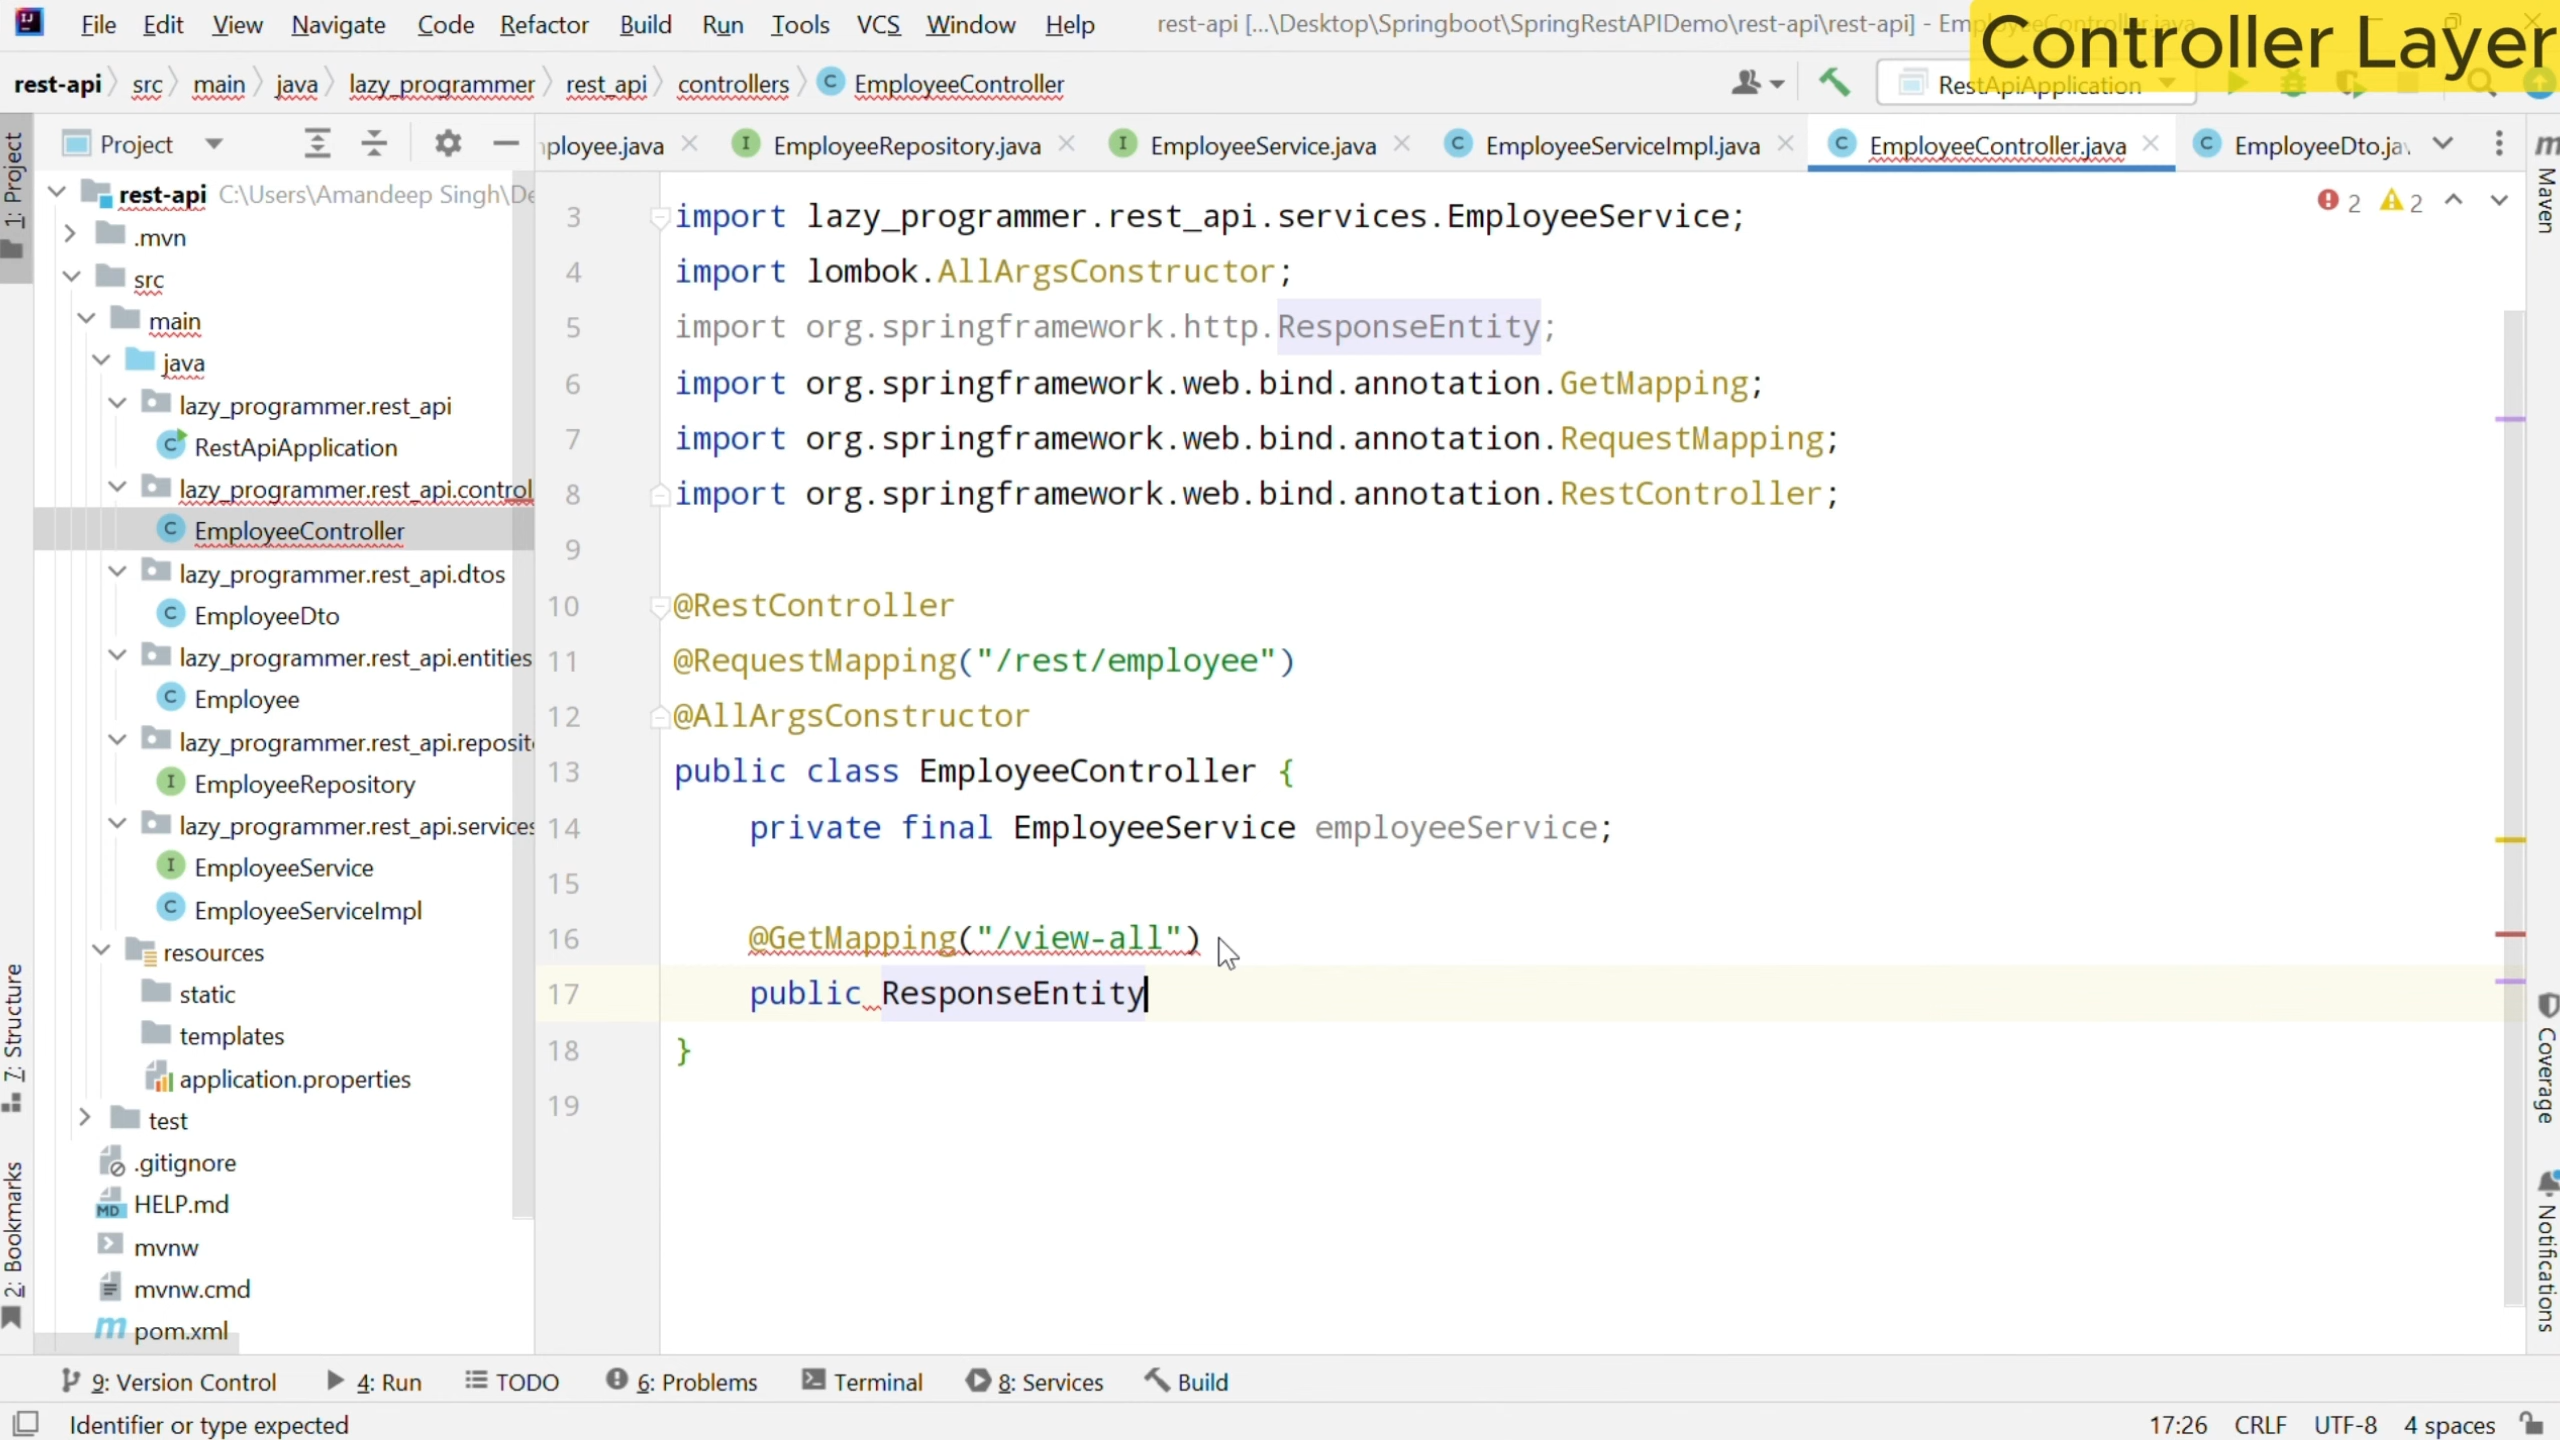 File Edit View Navigate Code Refactor Build Run Tools VCS Window Help rest-api [...\Desktop\Springboot\SpringRestAPIDemo\rest-api\rest-api] - EmployeeController.java
Controller Layer
rest-api src main java lazy_programmer rest_api controllers EmployeeController RestApiApplication
Project
ployee.java EmployeeRepository.java EmployeeService.java EmployeeServiceImpl.java EmployeeController.java EmployeeDto.ja
1: Project
7: Structure
2: Bookmarks
rest-api C:\Users\Amandeep Singh\De
.mvn
src
main
java
lazy_programmer.rest_api
RestApiApplication
lazy_programmer.rest_api.control
EmployeeController
lazy_programmer.rest_api.dtos
EmployeeDto
lazy_programmer.rest_api.entities
Employee
lazy_programmer.rest_api.reposit
EmployeeRepository
lazy_programmer.rest_api.services
EmployeeService
EmployeeServiceImpl
resources
static
templates
application.properties
test
.gitignore
HELP.md
mvnw
mvnw.cmd
pom.xml
2 2
3 import lazy_programmer.rest_api.services.EmployeeService;
4 import lombok.AllArgsConstructor;
5 import org.springframework.http.ResponseEntity;
6 import org.springframework.web.bind.annotation.GetMapping;
7 import org.springframework.web.bind.annotation.RequestMapping;
8 import org.springframework.web.bind.annotation.RestController;
9
10 @RestController
11 @RequestMapping("/rest/employee")
12 @AllArgsConstructor
13 public class EmployeeController {
14 private final EmployeeService employeeService;
15
16 @GetMapping("/view-all")
17 public ResponseEntity
18 }
19
Maven
Coverage
Notifications
9: Version Control 4: Run TODO 6: Problems Terminal 8: Services Build
Identifier or type expected 17:26 CRLF UTF-8 4 spaces